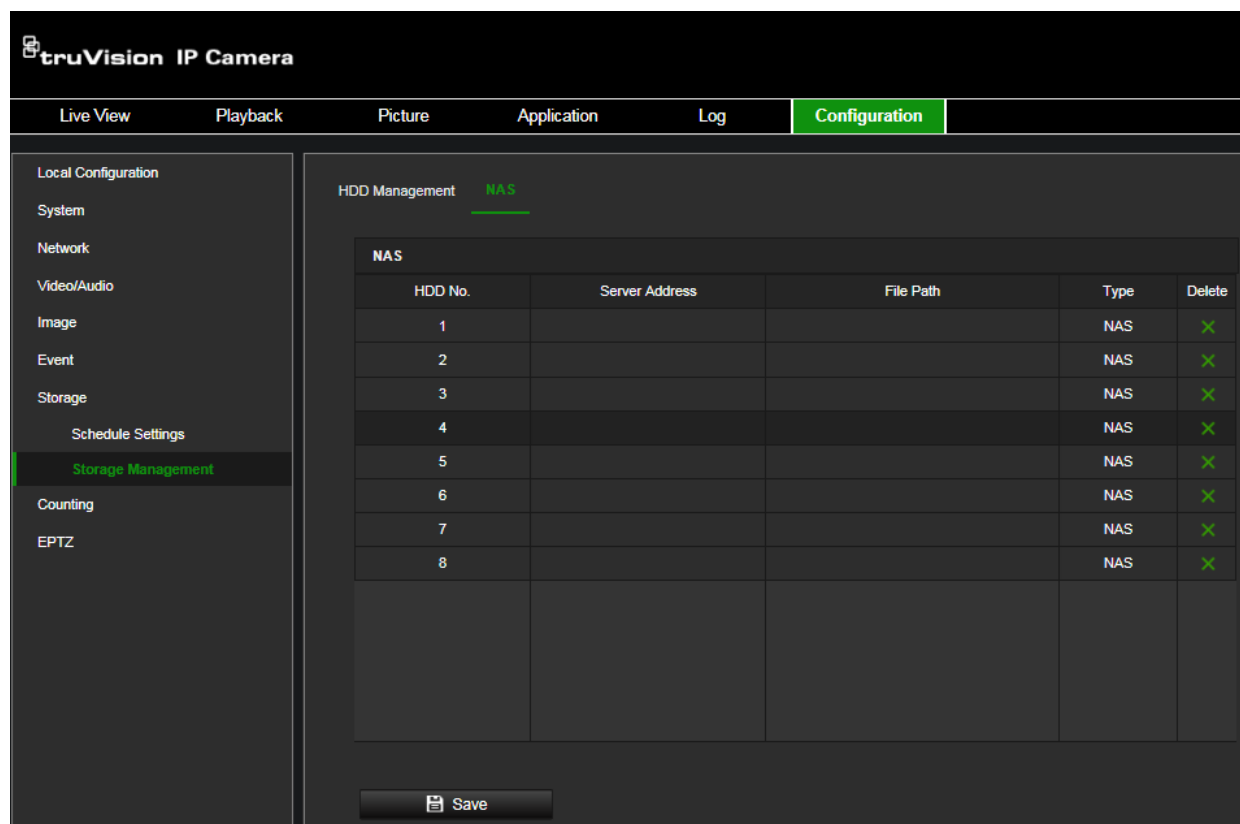 truVision IP Camera
Live View Playback Picture Application Log Configuration
Local Configuration
System
Network
Video/Audio
Image
Event
Storage
Schedule Settings
Storage Management
Counting
EPTZ
HDD Management NAS
NAS
HDD No. Server Address File Path Type Delete
1 NAS
2 NAS
3 NAS
4 NAS
5 NAS
6 NAS
7 NAS
8 NAS
Save